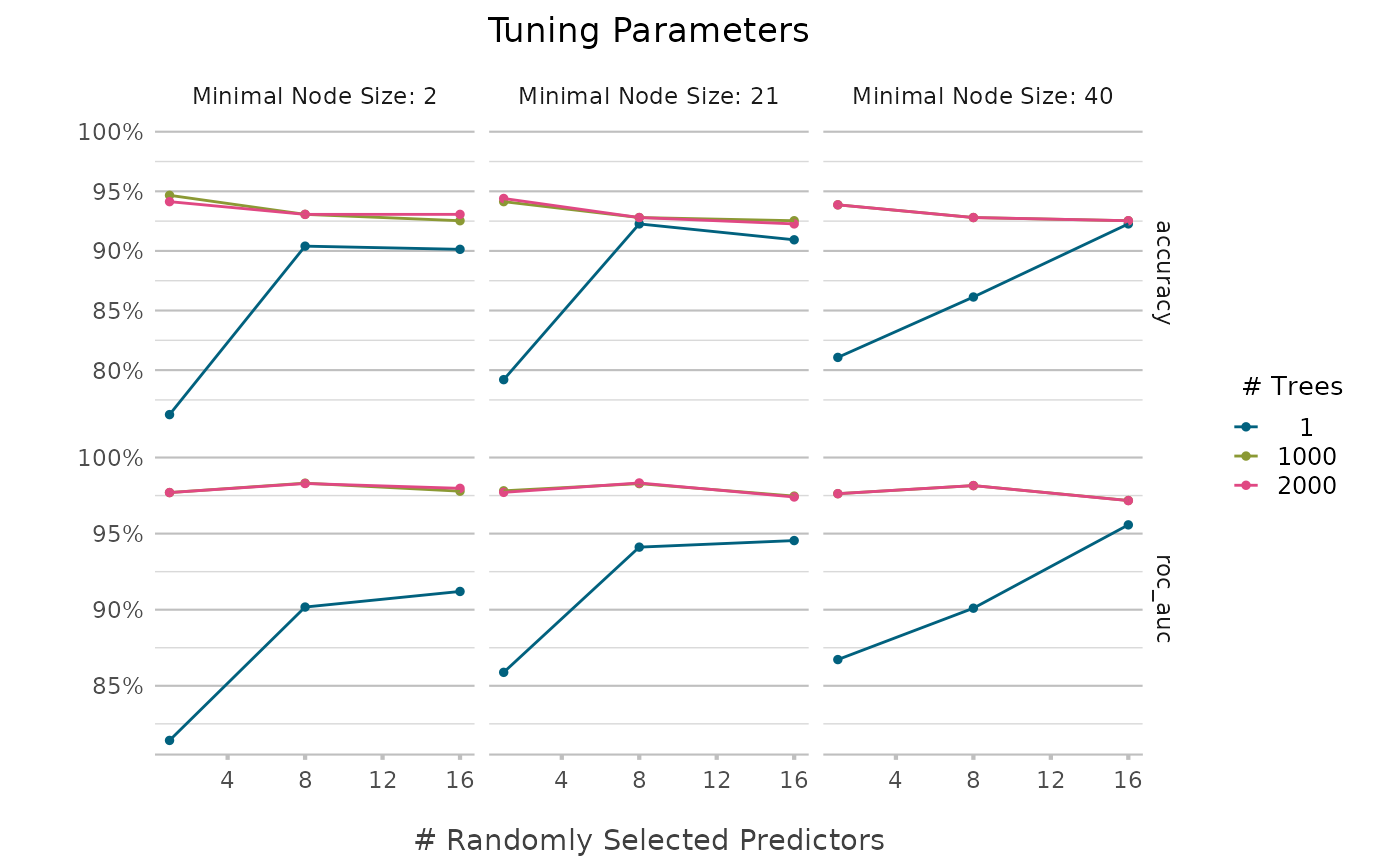 Tuning Parameters
Minimal Node Size: 2
Minimal Node Size: 21
Minimal Node Size: 40
100%
95%
90%
85%
80%
accuracy
100%
95%
90%
85%
roc_auc
4 8 12 16
4 8 12 16
4 8 12 16
# Randomly Selected Predictors
# Trees
1
1000
2000